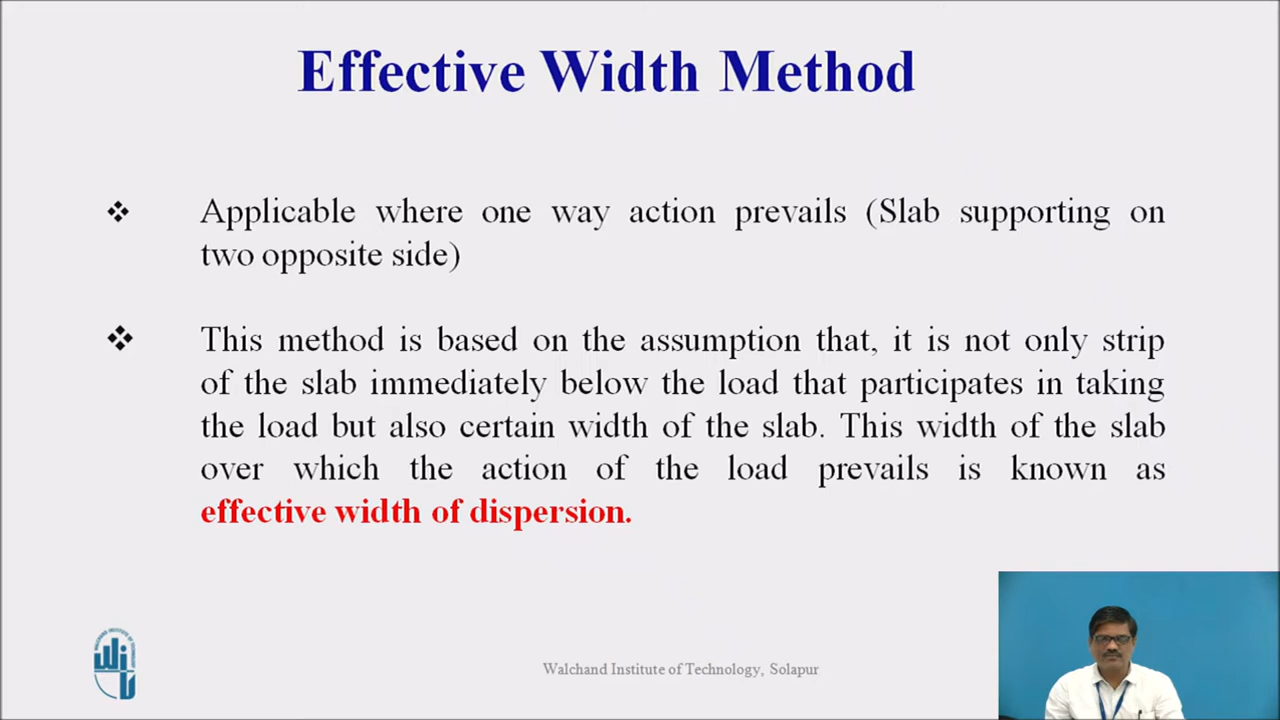 Effective Width Method
Applicable where one way action prevails (Slab supporting on
two opposite side)
This method is based on the assumption that, it is not only strip
of the slab immediately below the load that participates in taking
the load but also certain width of the slab. This width of the slab
over which the action of the load prevails is known as
effective width of dispersion.
Walchand Institute of Technology, Solapur